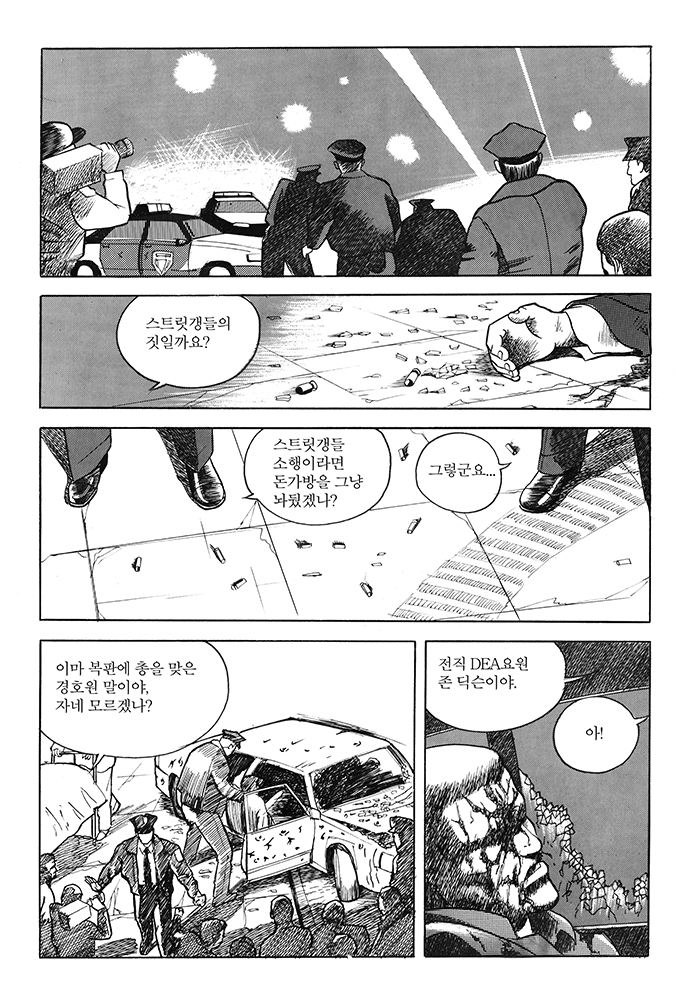 스트릿갱들의
짓일까요?
스트릿갱들
소행이라면
돈가방을 그냥
놔뒀겠나?
그렇군요...
이마 복판에 총을 맞은
경호원 말이야,
자네 모르겠나?
전직 DEA요원
존 딕슨이야.
아!